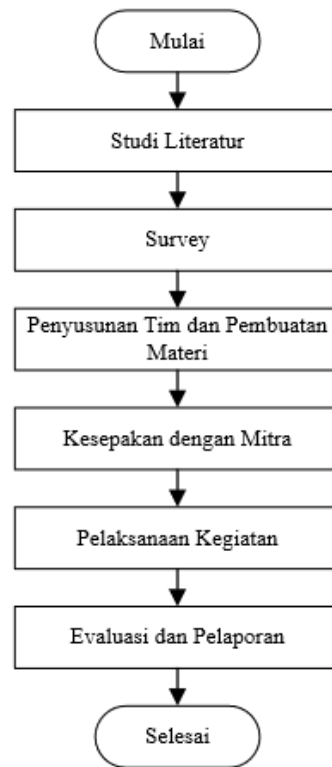 Mulai
Studi Literatur
Survey
Penyusunan Tim dan Pembuatan
Materi
Kesepakan dengan Mitra
Pelaksanaan Kegiatan
Evaluasi dan Pelaporan
Selesai